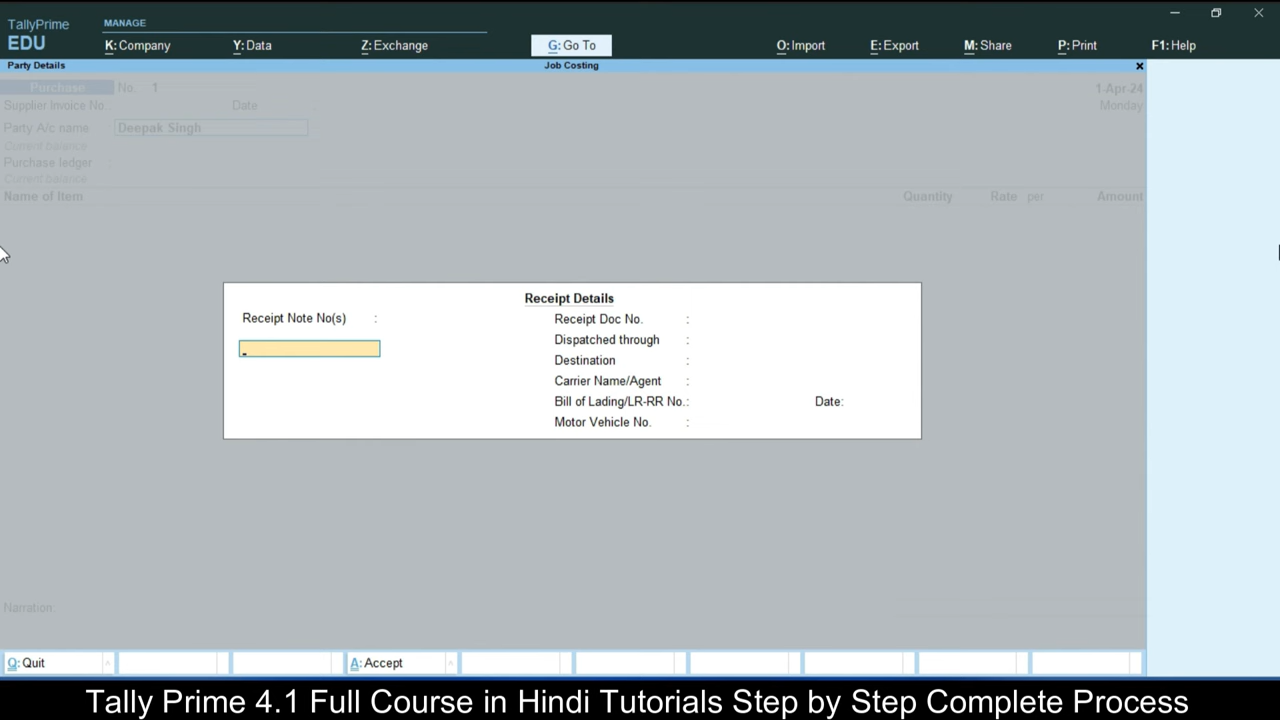 TallyPrime
EDU
MANAGE
K: Company
Y: Data
Z: Exchange
G: Go To
O: Import
E: Export
M: Share
P: Print
F1: Help
Party Details
Job Costing
Purchase No. 1
1-Apr-24
Supplier Invoice No.: Date :
Monday
Party A/c name Deepak Singh
Current balance
Purchase ledger :
Current balance
Name of Item Quantity Rate per Amount
Receipt Details
Receipt Note No(s) :
Receipt Doc No. :
Dispatched through :
Destination :
Carrier Name/Agent :
Bill of Lading/LR-RR No.: Date:
Motor Vehicle No. :
Narration:
Q: Quit
A: Accept
Tally Prime 4.1 Full Course in Hindi Tutorials Step by Step Complete Process